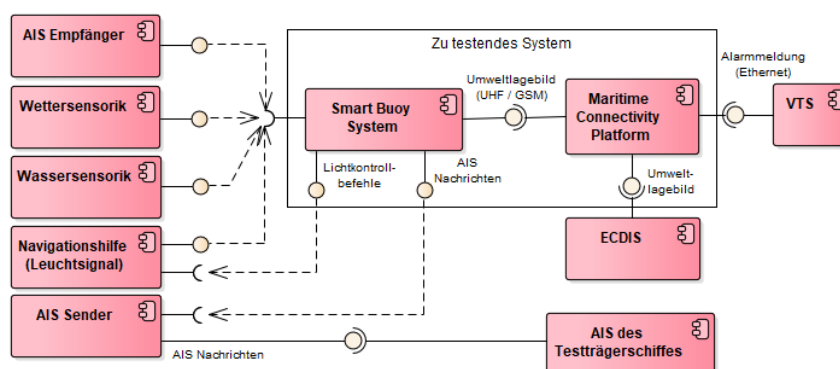 AIS Empfänger
Wettersensorik
Wassersensorik
Navigationshilfe
(Leuchtsignal)
AIS Sender
Zu testendes System
Smart Buoy
System
Umweltlagebild
(UHF / GSM)
Maritime
Connectivity
Platform
Alarmmeldung
(Ethernet)
VTS
Lichtkontroll-
befehle
AIS
Nachrichten
Umwelt-
lagebild
ECDIS
AIS Nachrichten
AIS des
Testträgerschiffes